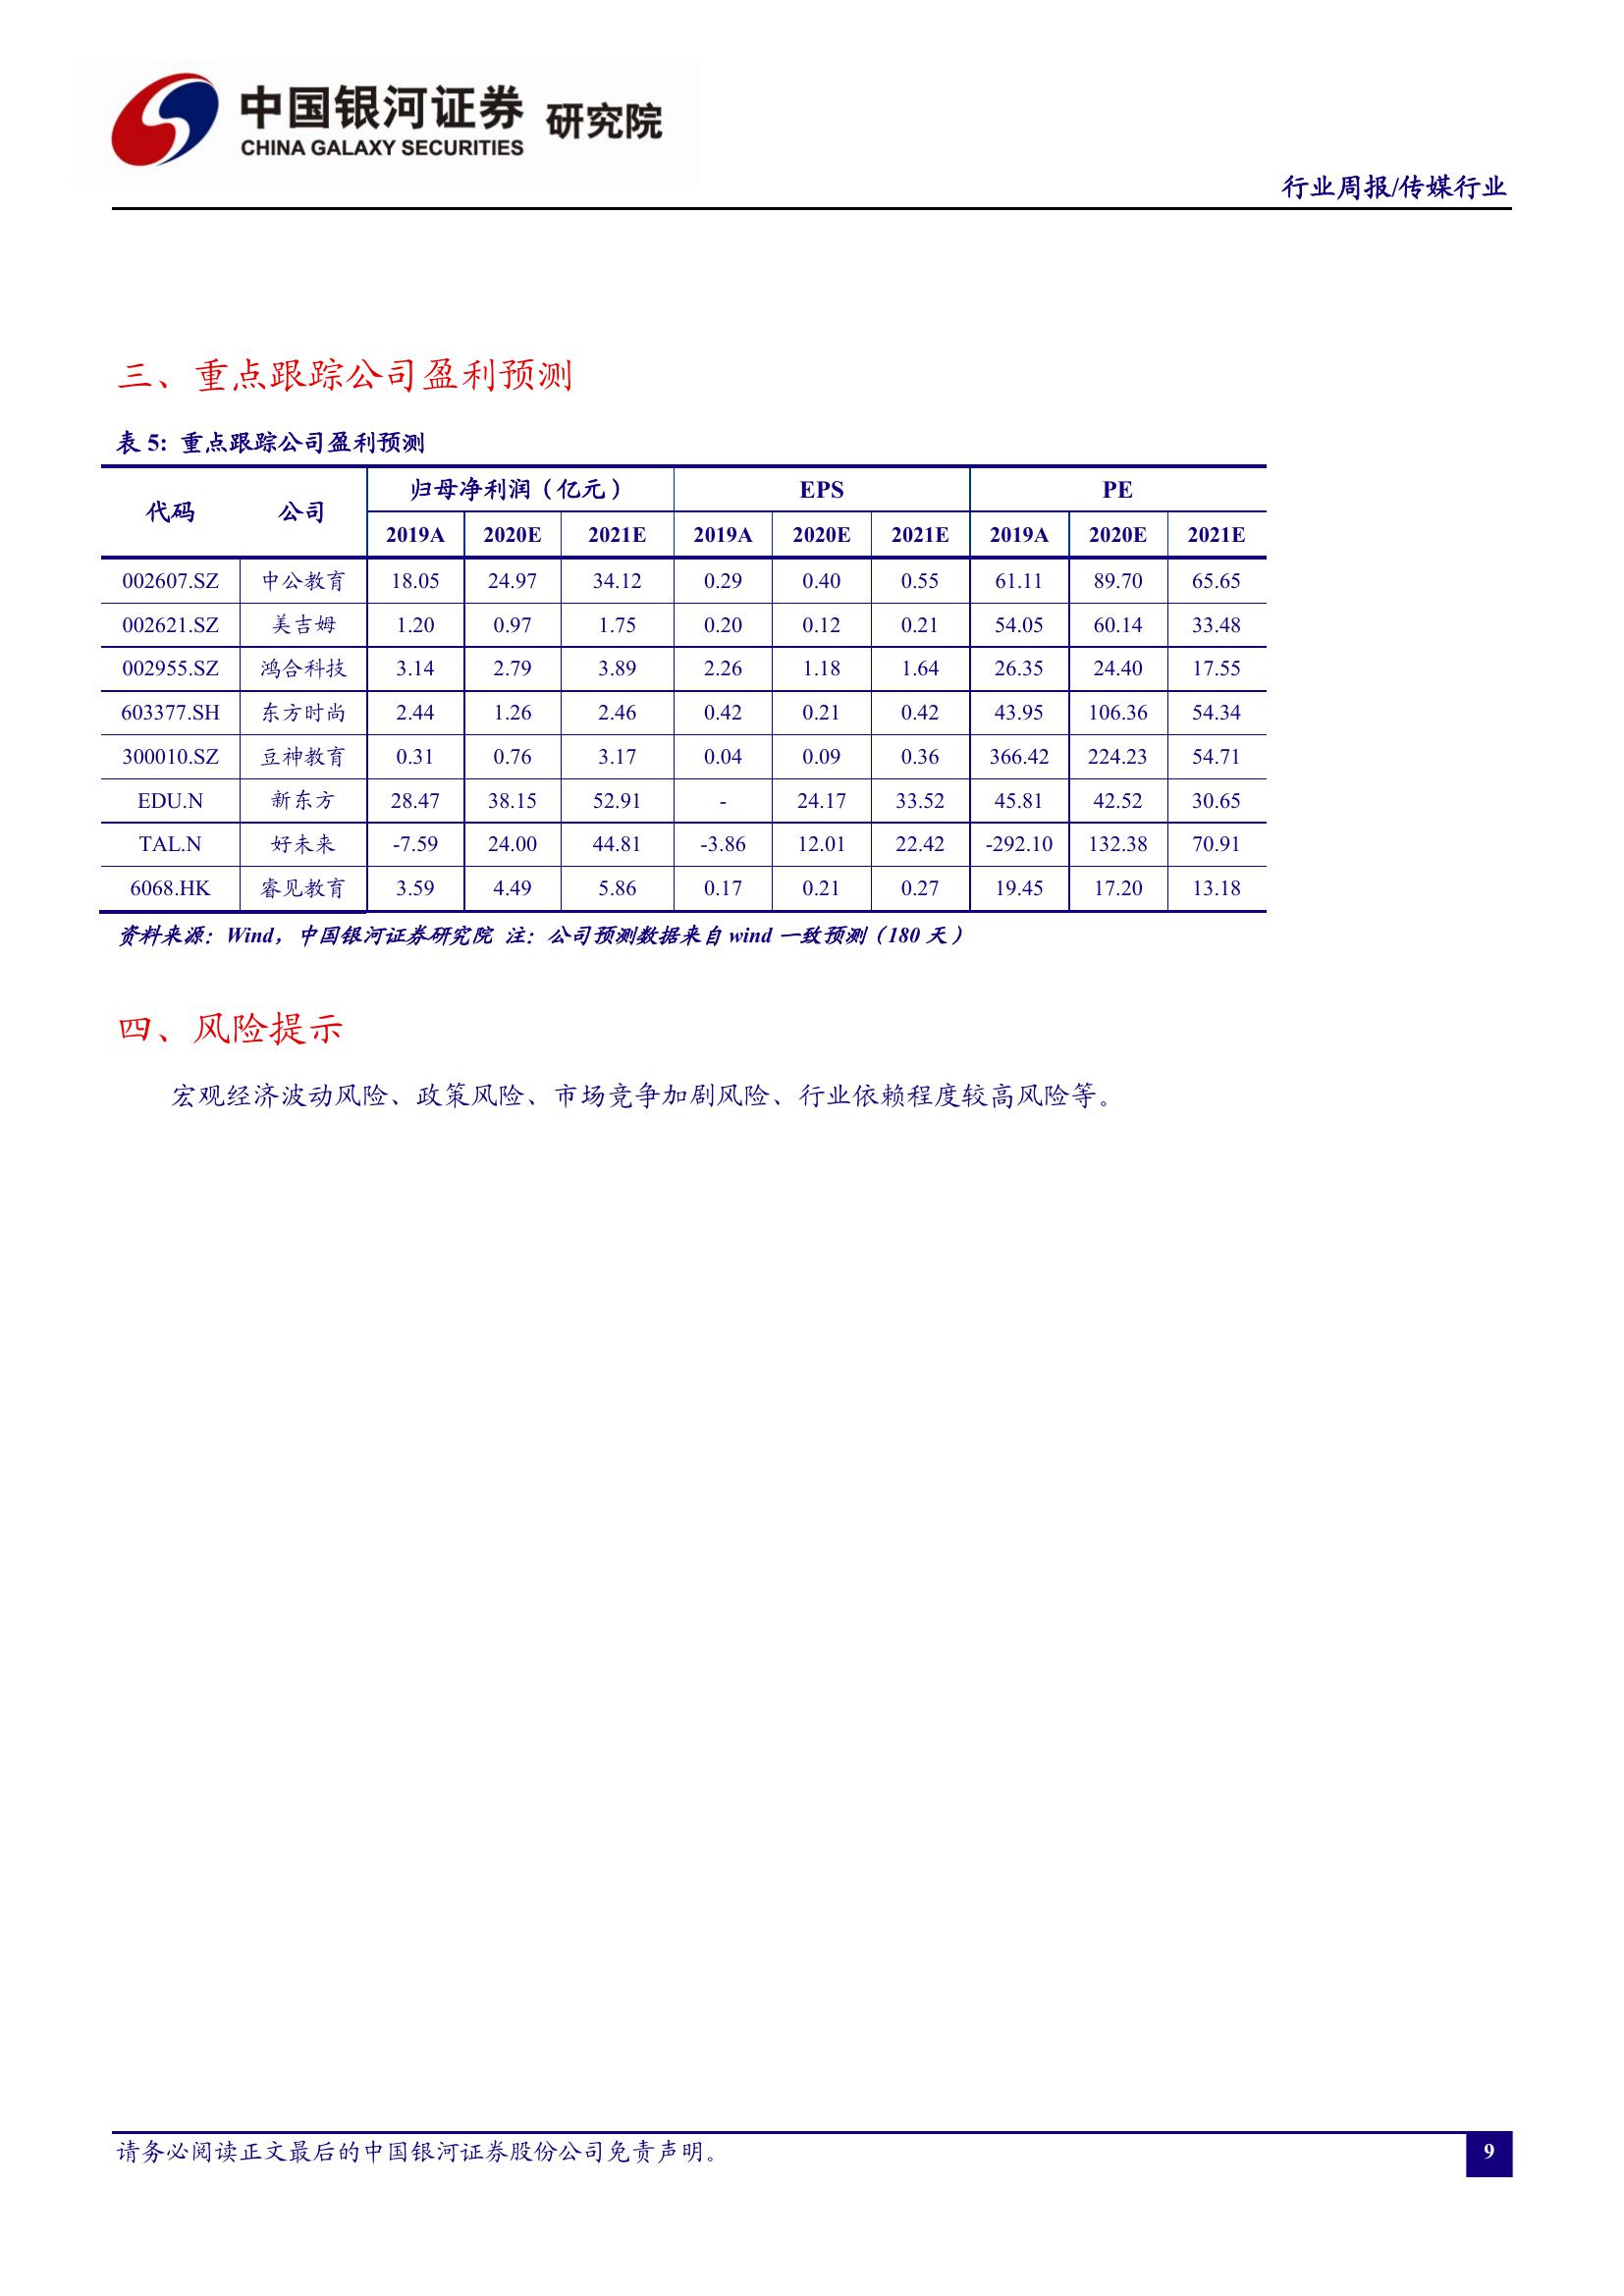 中国银河证券 研究院
CHINA GALAXY SECURITIES
行业周报/传媒行业
三、重点跟踪公司盈利预测
表 5: 重点跟踪公司盈利预测
代码 公司 归母净利润（亿元） EPS PE
2019A 2020E 2021E 2019A 2020E 2021E 2019A 2020E 2021E
002607.SZ 中公教育 18.05 24.97 34.12 0.29 0.40 0.55 61.11 89.70 65.65
002621.SZ 美吉姆 1.20 0.97 1.75 0.20 0.12 0.21 54.05 60.14 33.48
002955.SZ 鸿合科技 3.14 2.79 3.89 2.26 1.18 1.64 26.35 24.40 17.55
603377.SH 东方时尚 2.44 1.26 2.46 0.42 0.21 0.42 43.95 106.36 54.34
300010.SZ 豆神教育 0.31 0.76 3.17 0.04 0.09 0.36 366.42 224.23 54.71
EDU.N 新东方 28.47 38.15 52.91 - 24.17 33.52 45.81 42.52 30.65
TAL.N 好未来 -7.59 24.00 44.81 -3.86 12.01 22.42 -292.10 132.38 70.91
6068.HK 睿见教育 3.59 4.49 5.86 0.17 0.21 0.27 19.45 17.20 13.18
资料来源：Wind，中国银河证券研究院 注：公司预测数据来自 wind 一致预测（180 天）
四、风险提示
宏观经济波动风险、政策风险、市场竞争加剧风险、行业依赖程度较高风险等。
请务必阅读正文最后的中国银河证券股份公司免责声明。
9